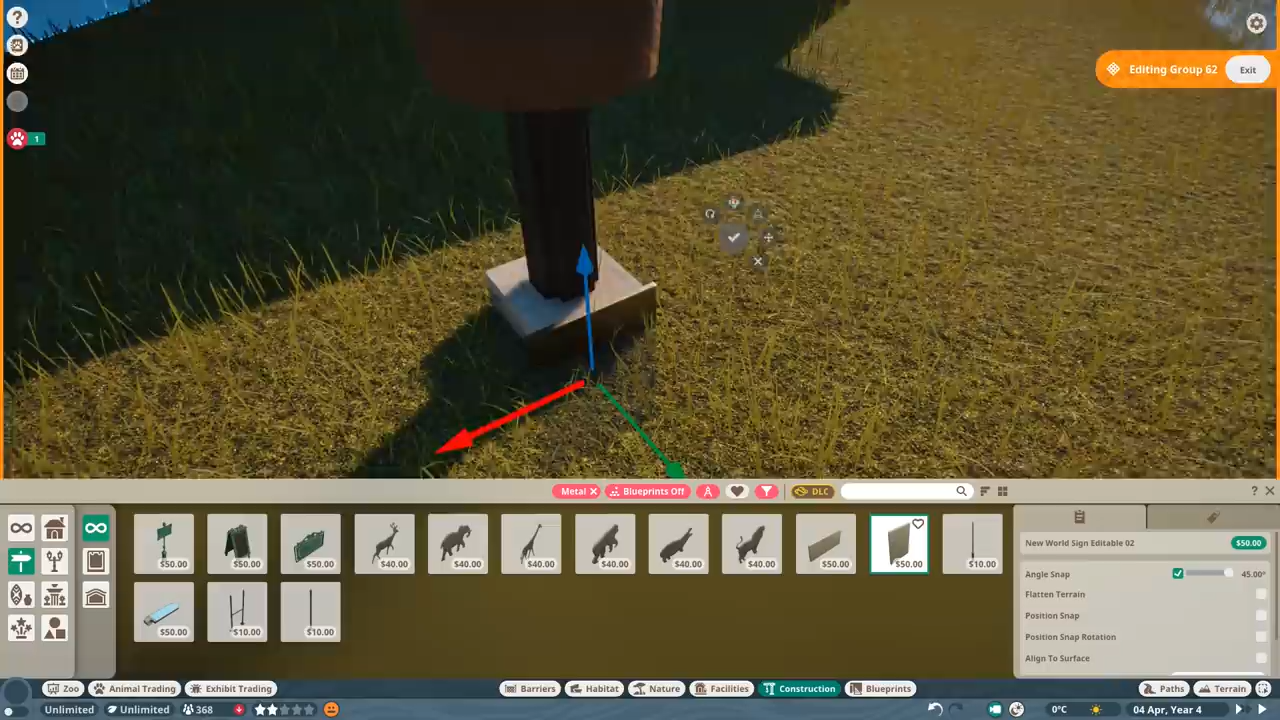 ?
Editing Group 62
Exit
1
Metal ×
Blueprints Off
DLC
? ×
$50.00
$50.00
$50.00
$40.00
$40.00
$40.00
$40.00
$40.00
$40.00
$50.00
$50.00
$10.00
$50.00
$10.00
$10.00
New World Sign Editable 02
$50.00
Angle Snap
45.00°
Flatten Terrain
Position Snap
Position Snap Rotation
Align To Surface
Zoo
Animal Trading
Exhibit Trading
Barriers
Habitat
Nature
Facilities
Construction
Blueprints
Paths
Terrain
Unlimited
Unlimited
368
0°C
04 Apr, Year 4